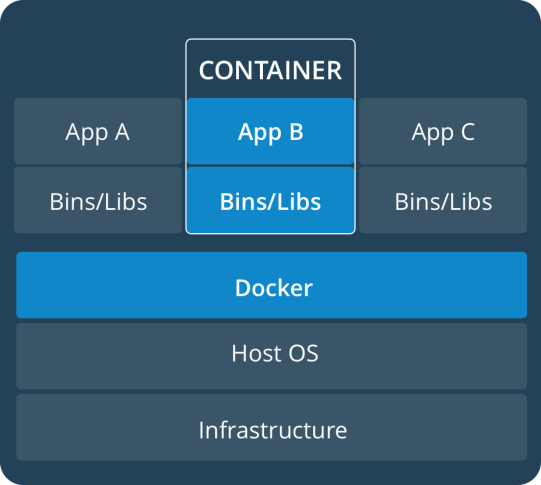 CONTAINER
App A
App B
App C
Bins/Libs
Bins/Libs
Bins/Libs
Docker
Host OS
Infrastructure